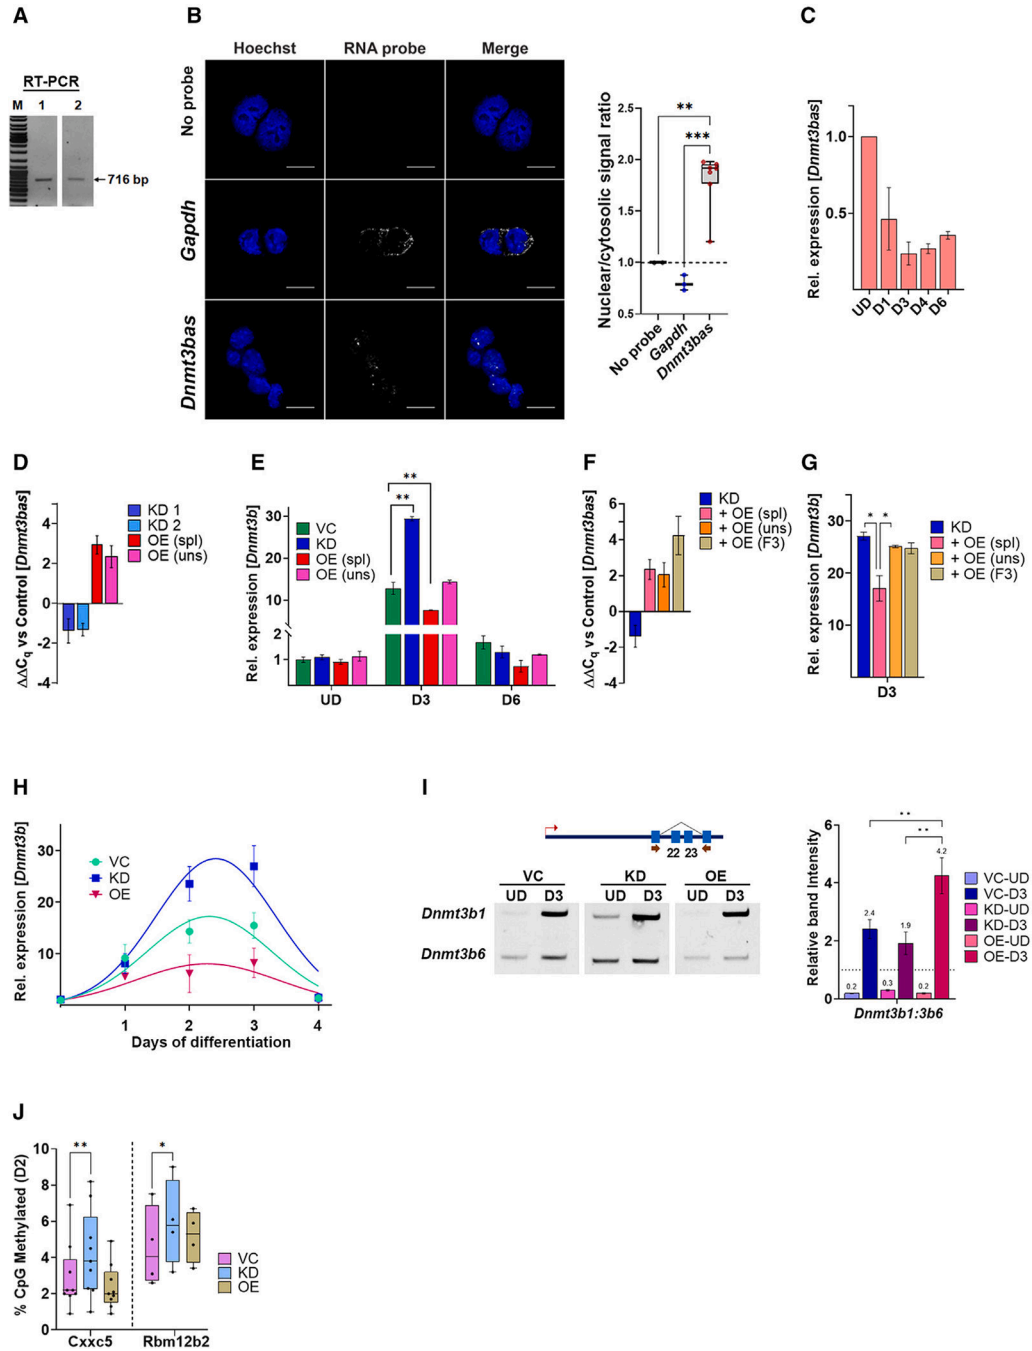 A
RT-PCR
M 1 2
716 bp
B
Hoechst RNA probe Merge
No probe
Gapdh
Dnmt3bas
Nuclear/cytosolic signal ratio
2.5
2.0
1.5
1.0
0.5
**
***
No probe
Gapdh
Dnmt3bas
C
Rel. expression [Dnmt3bas]
1.0
0.5
UD D1 D3 D4 D6
D
ΔΔCq vs Control [Dnmt3bas]
4
2
0
-2
-4
KD 1
KD 2
OE (spl)
OE (uns)
E
Rel. expression [Dnmt3b]
30
20
10
2
1
VC
KD
OE (spl)
OE (uns)
**
**
UD D3 D6
F
ΔΔCq vs Control [Dnmt3bas]
6
4
2
0
-2
-4
KD
+ OE (spl)
+ OE (uns)
+ OE (F3)
G
Rel. expression [Dnmt3b]
30
20
10
* *
KD
+ OE (spl)
+ OE (uns)
+ OE (F3)
D3
H
Rel. expression [Dnmt3b]
30
20
10
VC
KD
OE
1 2 3 4
Days of differentiation
I
22 23
VC KD OE
UD D3 UD D3 UD D3
Dnmt3b1
Dnmt3b6
Relative band Intensity
6
4
2
0
**
**
0.2 2.4 0.3 1.9 0.2 4.2
Dnmt3b1:3b6
VC-UD
VC-D3
KD-UD
KD-D3
OE-UD
OE-D3
J
% CpG Methylated (D2)
10
8
6
4
2
0
** *
VC
KD
OE
Cxxc5 Rbm12b2